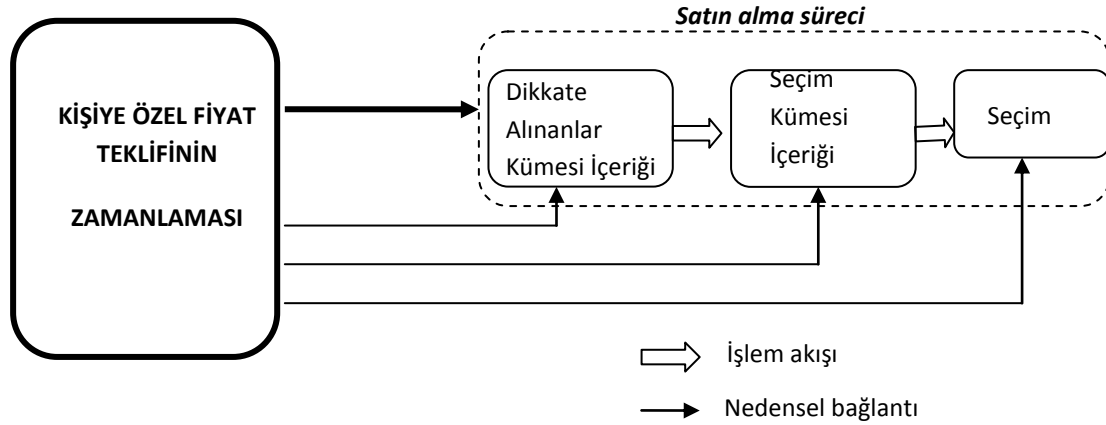 Satın alma süreci
KİŞİYE ÖZEL FİYAT
TEKLİFİNİN
ZAMANLAMASI
Dikkate
Alınanlar
Kümesi İçeriği
Seçim
Kümesi
İçeriği
Seçim
İşlem akışı
Nedensel bağlantı